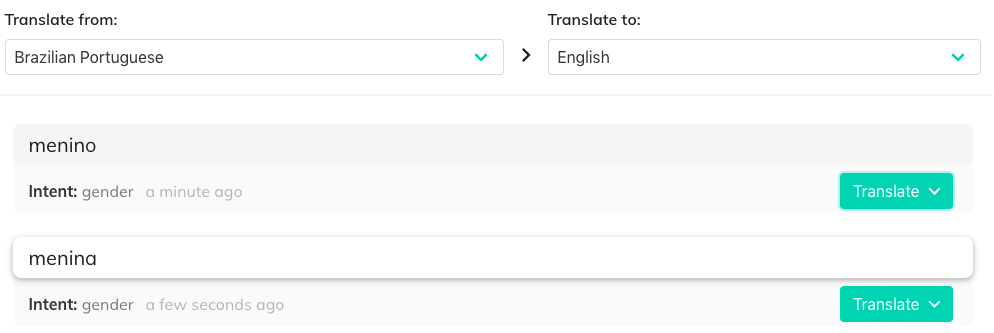 Translate from: Translate to:
Brazilian Portuguese English
menino
Intent: gender a minute ago Translate
menina
Intent: gender a few seconds ago Translate